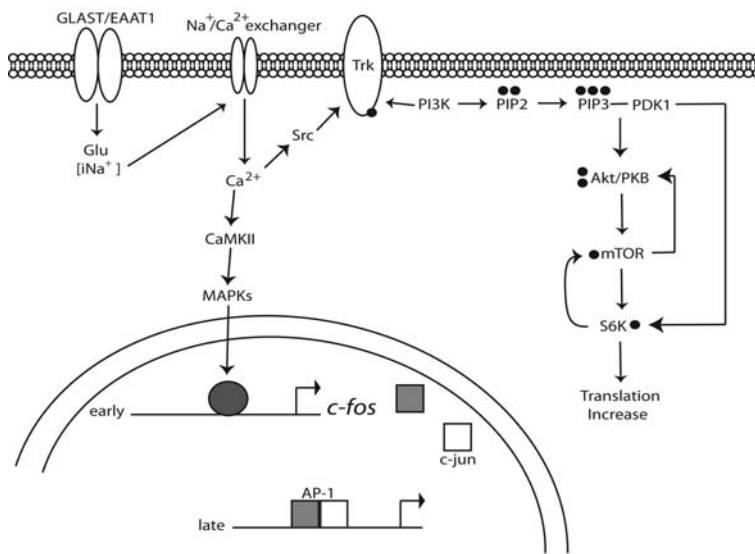 GLAST/EAAT1
Na⁺/Ca²⁺exchanger
Trk
PI3K
PIP2
PIP3
PDK1
Src
Glu
[iNa⁺]
Ca²⁺
Akt/PKB
CaMKII
mTOR
MAPKs
S6K
Translation
Increase
early
c-fos
c-jun
AP-1
late